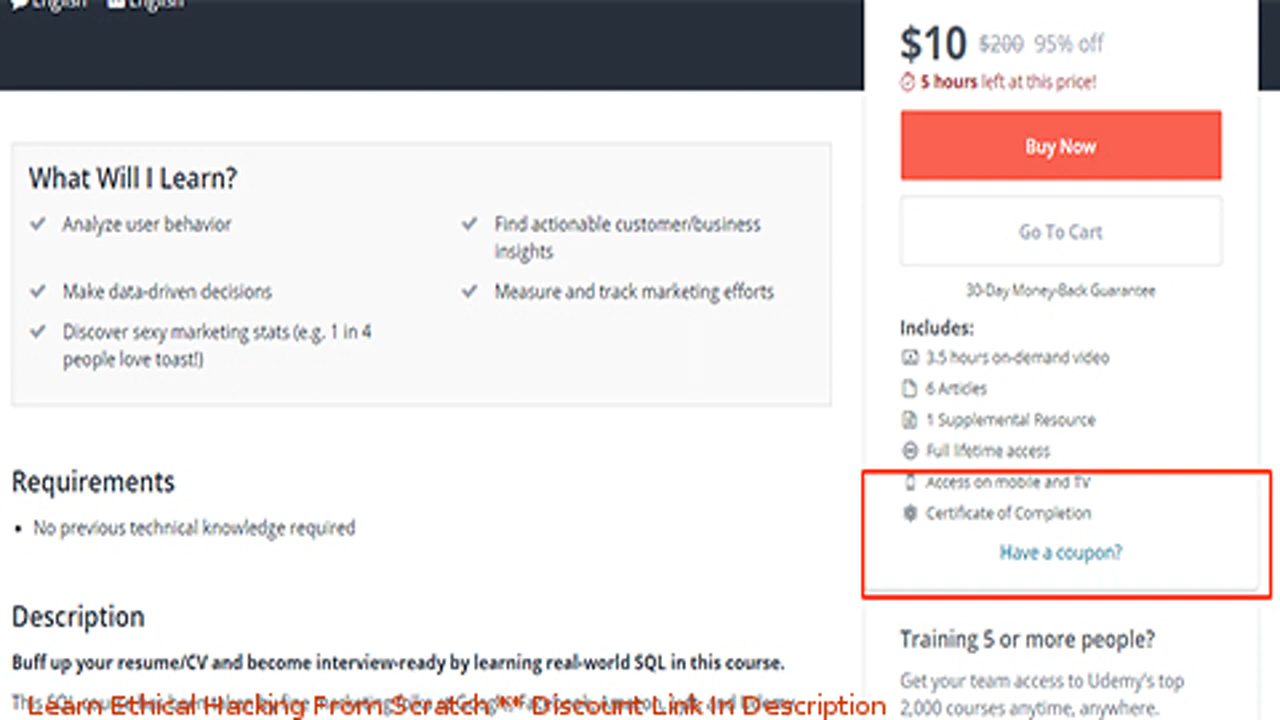 English English
$10 $200 95% off
5 hours left at this price!
Buy Now
Go To Cart
30-Day Money-Back Guarantee
Includes:
3.5 hours on-demand video
6 Articles
1 Supplemental Resource
Full lifetime access
Access on mobile and TV
Certificate of Completion
Have a coupon?
Training 5 or more people?
Get your team access to Udemy's top
2,000 courses anytime, anywhere.
What Will I Learn?
Analyze user behavior
Find actionable customer/business
insights
Make data-driven decisions
Measure and track marketing efforts
Discover sexy marketing stats (e.g. 1 in 4
people love toast!)
Requirements
No previous technical knowledge required
Description
Buff up your resume/CV and become interview-ready by learning real-world SQL in this course.
Learn Ethical Hacking From Scratch ** Discount Link In Description